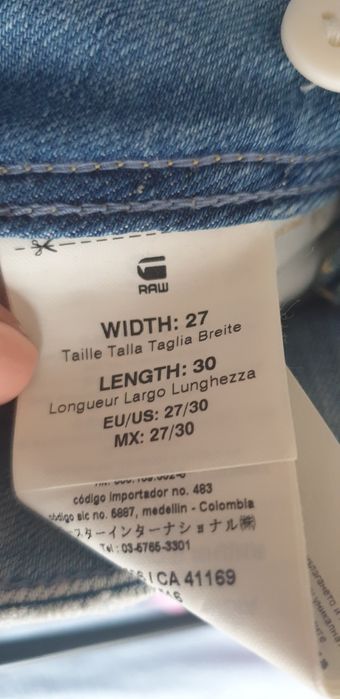 RAW
WIDTH: 27
Taille Talla Taglia Breite
LENGTH: 30
Longueur Largo Lunghezza
EU/US: 27/30
MX: 27/30
código importador no. 483
código sic no. 5887, medellin - Colombia
スターインターナショナル㈱
Tel: 03-5765-3301
CA 41169